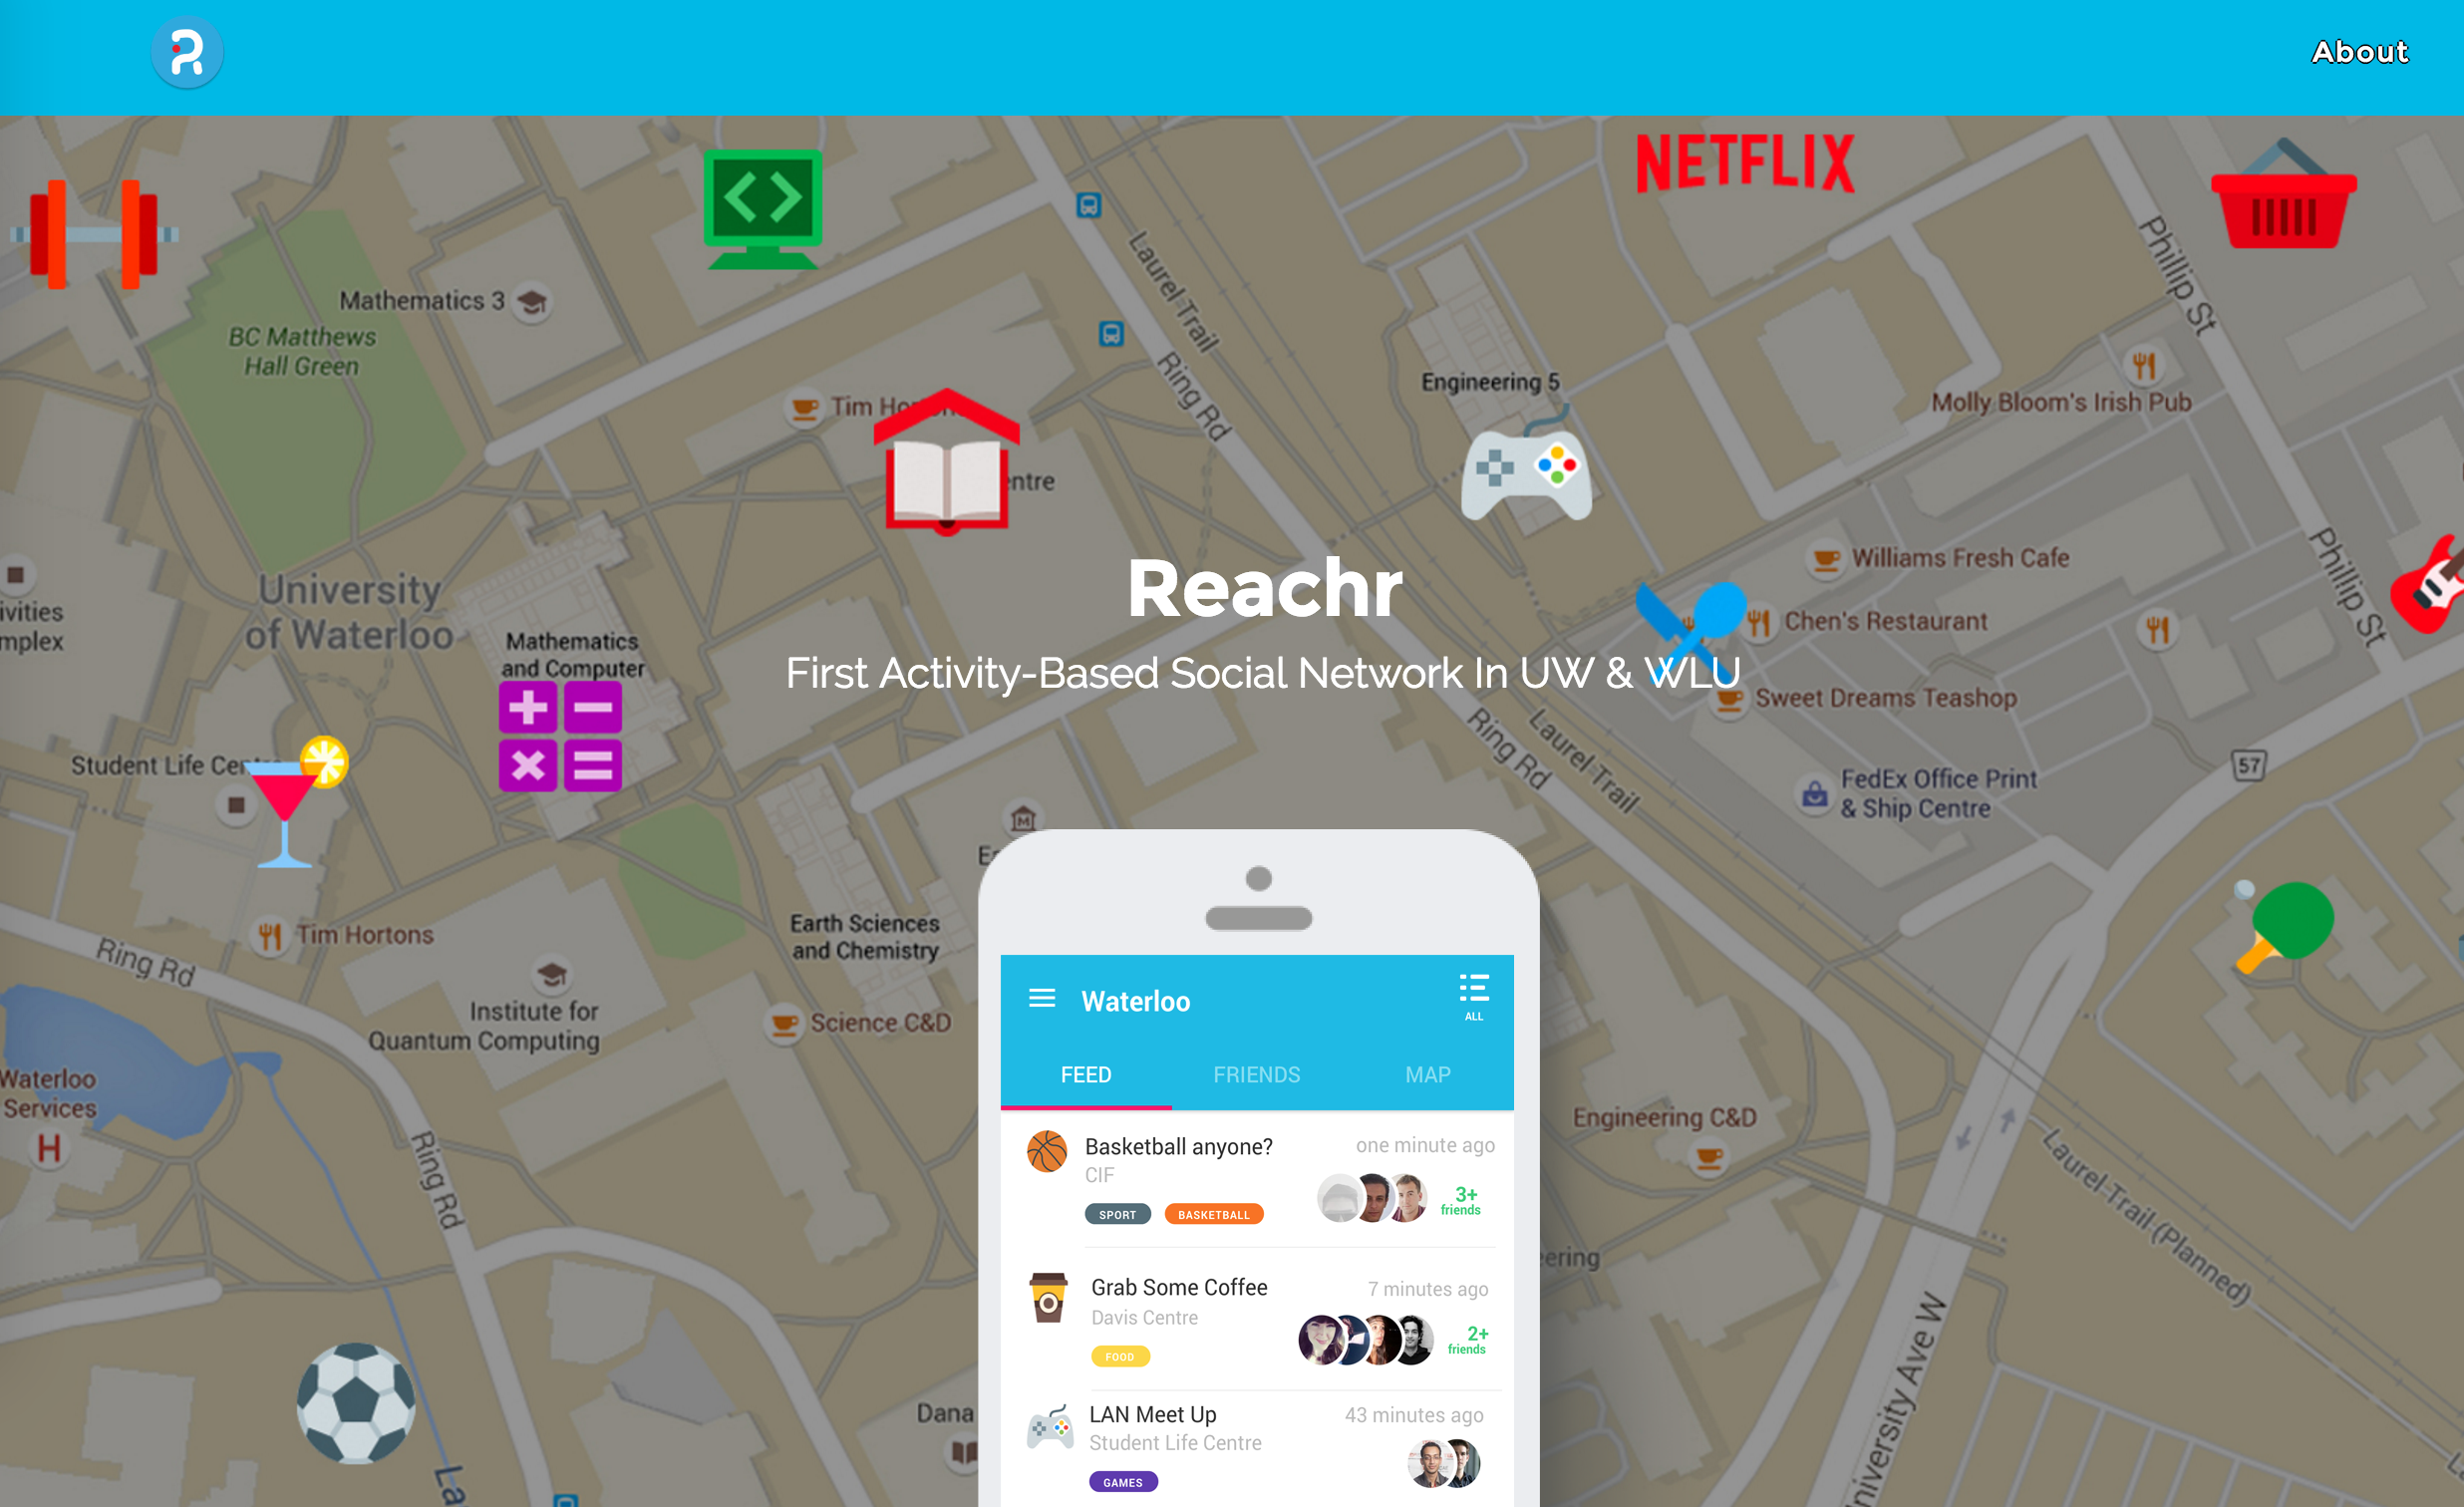 About
NETFLIX
Phillip St
Laurel Trail
Mathematics 3
BC Matthews
Hall Green
Ring Rd
Engineering 5
Molly Bloom's Irish Pub
Tim Hortons
entre
Williams Fresh Cafe
Phillip St
Reachr
First Activity-Based Social Network In UW & WLU
University
of Waterloo
ivities
mplex
Mathematics
and Computer
Chen's Restaurant
Sweet Dreams Teashop
Student Life Centre
Ring Rd
Laurel Trail
57
FedEx Office Print
& Ship Centre
Tim Hortons
Ring Rd
Earth Sciences
and Chemistry
Institute for
Quantum Computing
Science C&D
Waterloo
Services
H
Ring Rd
Waterloo
ALL
FEED
FRIENDS
MAP
Basketball anyone?
one minute ago
CIF
SPORT
BASKETBALL
3+
friends
Grab Some Coffee
7 minutes ago
Davis Centre
FOOD
2+
friends
LAN Meet Up
43 minutes ago
Student Life Centre
GAMES
Engineering C&D
Laurel Trail (Planned)
eering
University Ave W
Dana
La